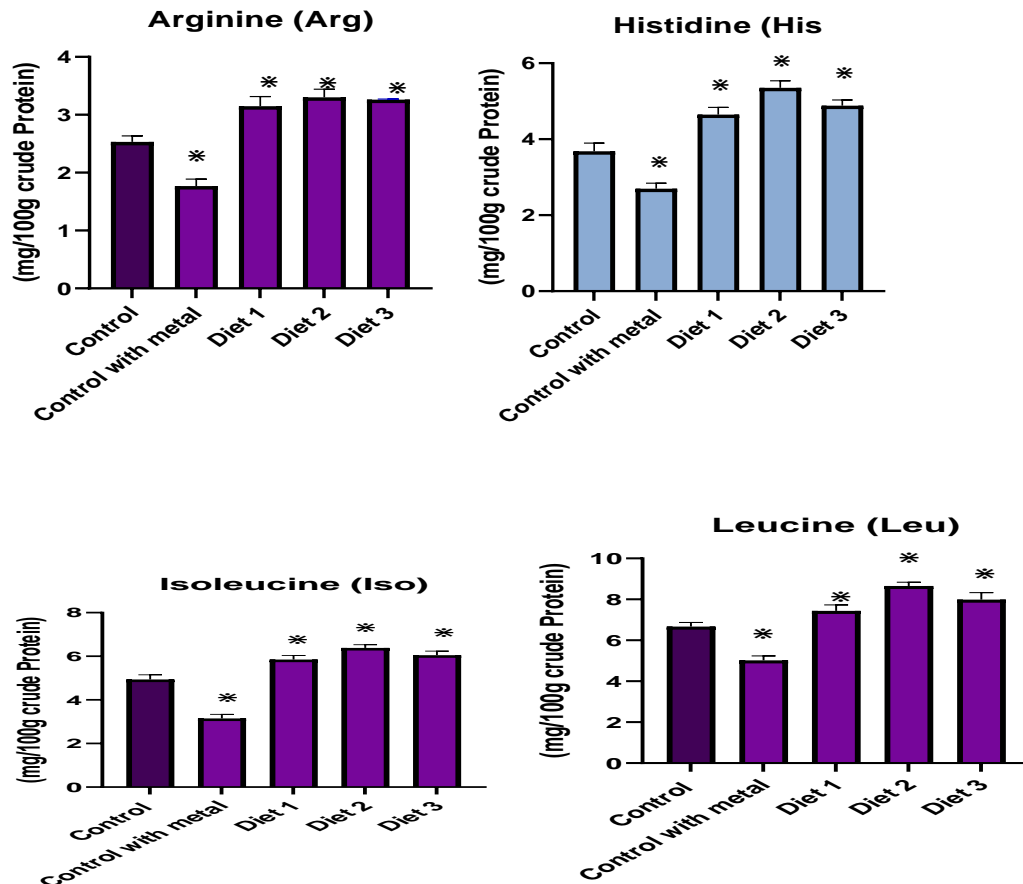 Arginine (Arg)
(mg/100g crude Protein)
4
3
2
1
0
*
*
*
*
Control
Control with metal
Diet 1
Diet 2
Diet 3
Histidine (His
(mg/100g crude Protein)
6
4
2
0
*
*
*
*
Control
Control with metal
Diet 1
Diet 2
Diet 3
Isoleucine (Iso)
(mg/100g crude Protein)
8
6
4
2
0
*
*
*
*
Control
Control with metal
Diet 1
Diet 2
Diet 3
Leucine (Leu)
(mg/100g crude Protein)
10
8
6
4
2
0
*
*
*
*
Control
Control with metal
Diet 1
Diet 2
Diet 3